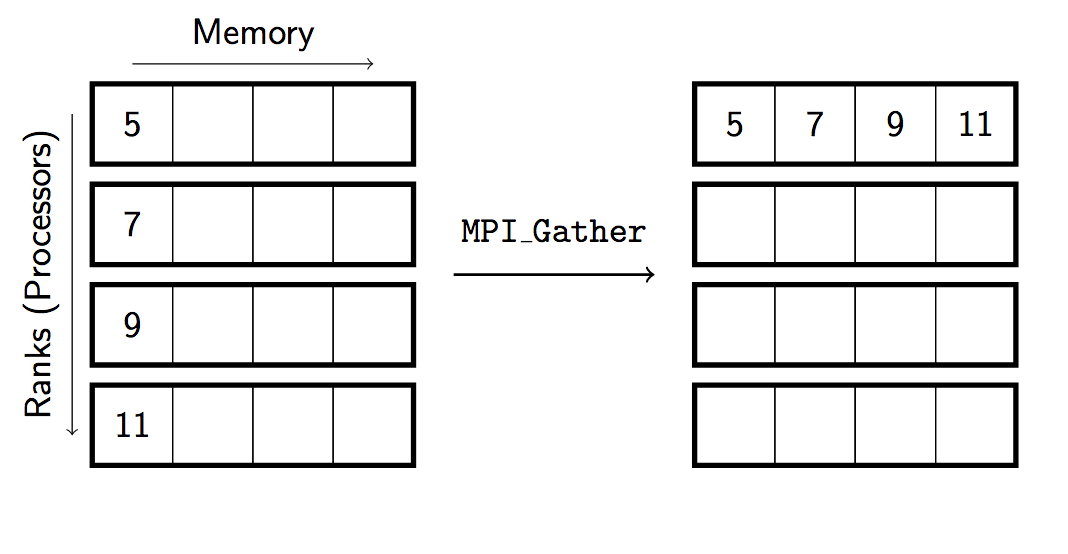 Memory
Ranks (Processors)
5
7
9
11
MPI_Gather
5 7 9 11